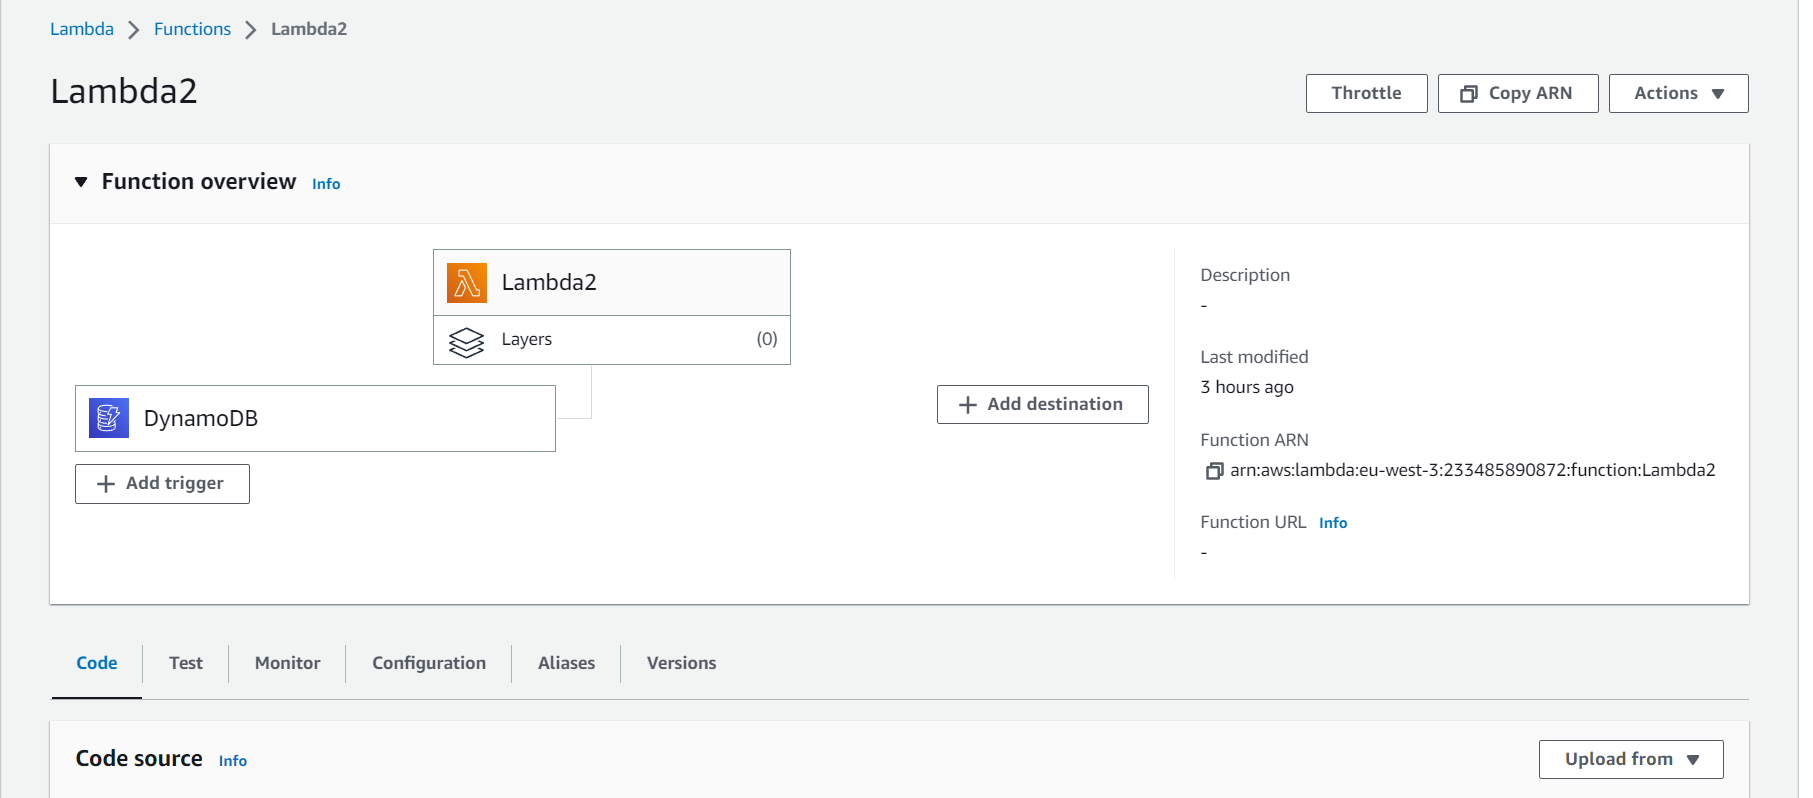 Lambda > Functions > Lambda2
Lambda2
Throttle
Copy ARN
Actions
Function overview Info
Lambda2
Layers (0)
DynamoDB
+ Add trigger
+ Add destination
Description
-
Last modified
3 hours ago
Function ARN
arn:aws:lambda:eu-west-3:233485890872:function:Lambda2
Function URL Info
-
Code
Test
Monitor
Configuration
Aliases
Versions
Code source Info
Upload from